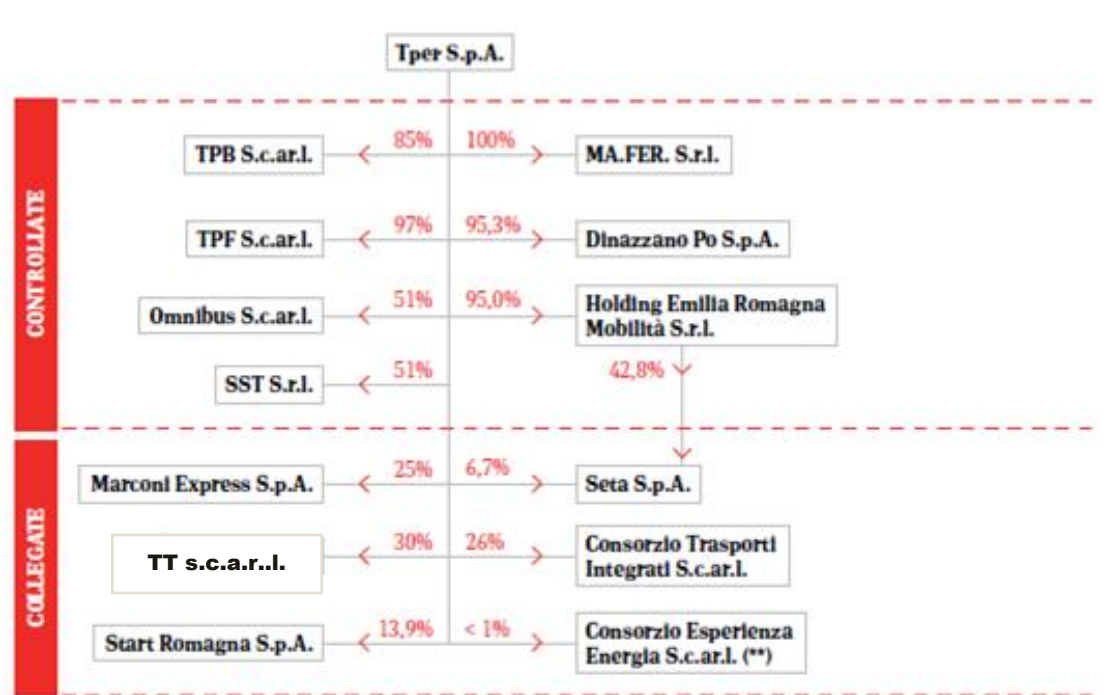 Tper S.p.A.
CONTROLLATE
TPB S.c.ar.l.
85%
100%
MA.FER. S.r.l.
TPF S.c.ar.l.
97%
95,3%
Dinazzano Po S.p.A.
Omnibus S.c.ar.l.
51%
95,0%
Holding Emilia Romagna
Mobilità S.r.l.
SST S.r.l.
51%
42,8%
COLLEGATE
Marconi Express S.p.A.
25%
6,7%
Seta S.p.A.
TT s.c.a.r..l.
30%
26%
Consorzio Trasporti
Integrati S.c.ar.l.
Start Romagna S.p.A.
13,9%
< 1%
Consorzio Esperienza
Energia S.c.ar.l. (**)